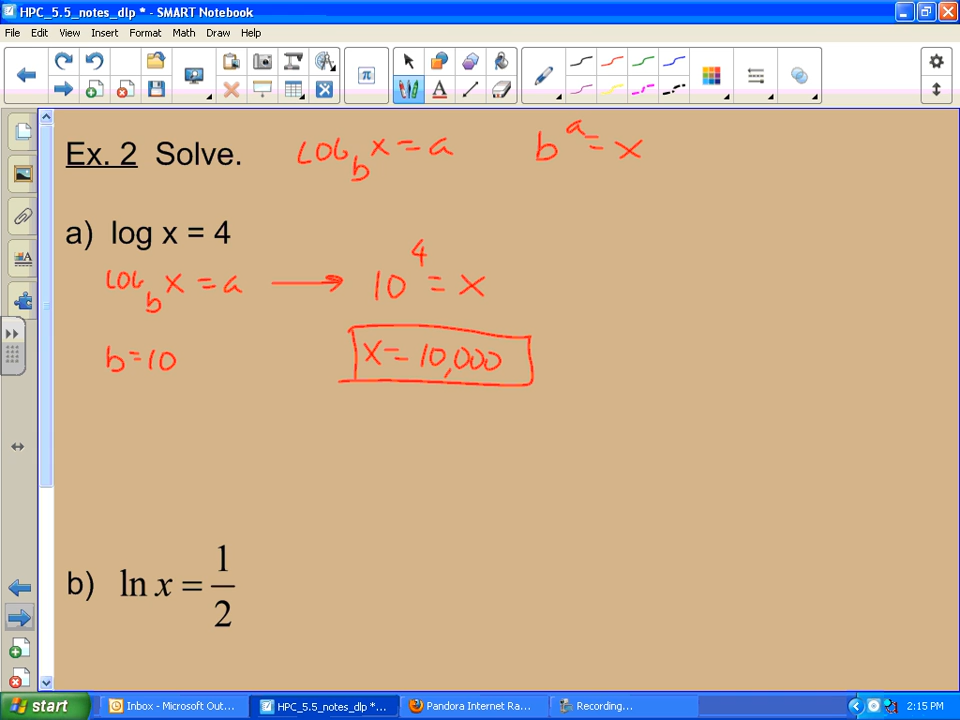 HPC_5.5_notes_dlp * - SMART Notebook
File Edit View Insert Format Math Draw Help
Ex. 2 Solve. LOG_b x = a b^a = x
a) log x = 4
LOG_b x = a → 10^4 = x
b = 10 x = 10,000
b) ln x = 1/2
start Inbox - Microsoft Out... HPC_5.5_notes_dlp *... Pandora Internet Ra... Recording... 2:15 PM